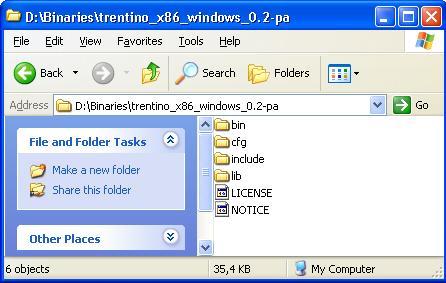 D:\Binaries\trentino_x86_windows_0.2-pa
File Edit View Favorites Tools Help
Back Search Folders
Address D:\Binaries\trentino_x86_windows_0.2-pa Go
File and Folder Tasks
Make a new folder
Share this folder
Other Places
bin
cfg
include
lib
LICENSE
NOTICE
6 objects 35,4 KB My Computer